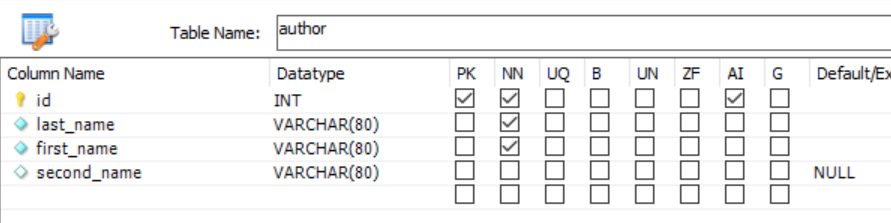 Table Name: author
Column Name Datatype PK NN UQ B UN ZF AI G Default/Ex
id INT
last_name VARCHAR(80)
first_name VARCHAR(80)
second_name VARCHAR(80) NULL